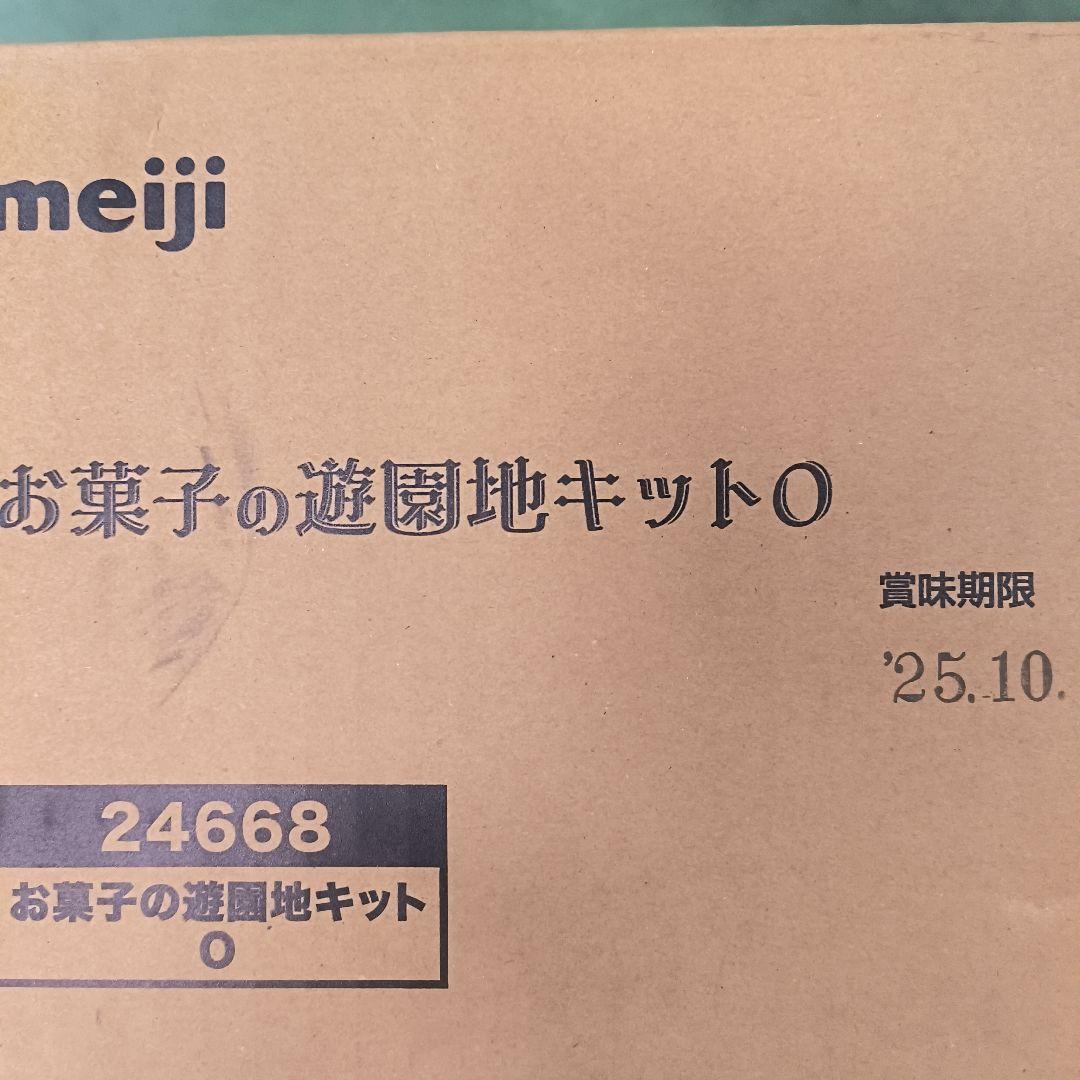 meiji
お菓子の遊園地キットO
賞味期限
'25.10.
24668
お菓子の遊園地キット
O